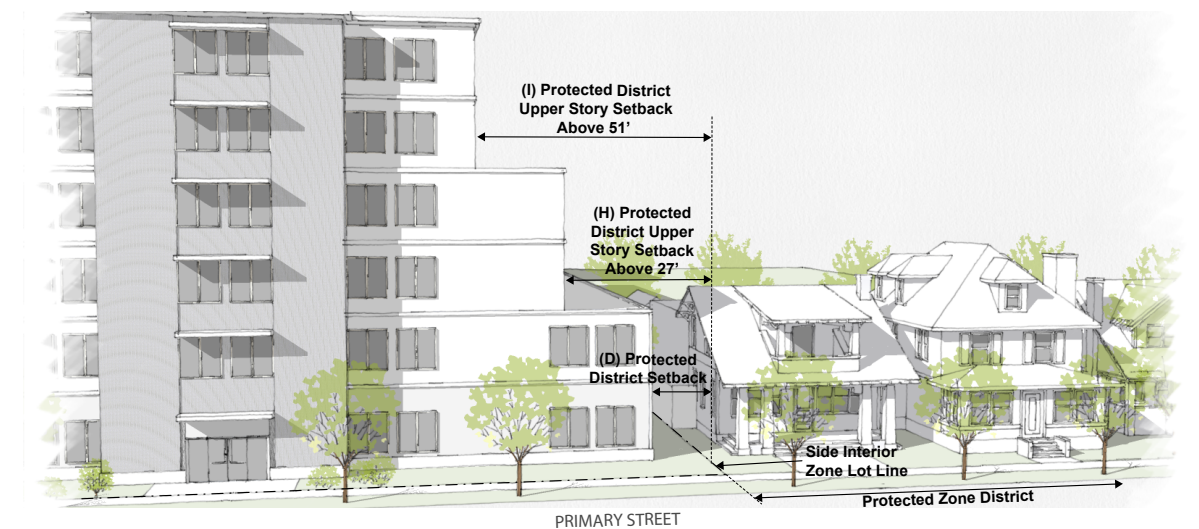 (I) Protected District
Upper Story Setback
Above 51’
(H) Protected
District Upper
Story Setback
Above 27’
(D) Protected
District Setback
Side Interior
Zone Lot Line
Protected Zone District
PRIMARY STREET